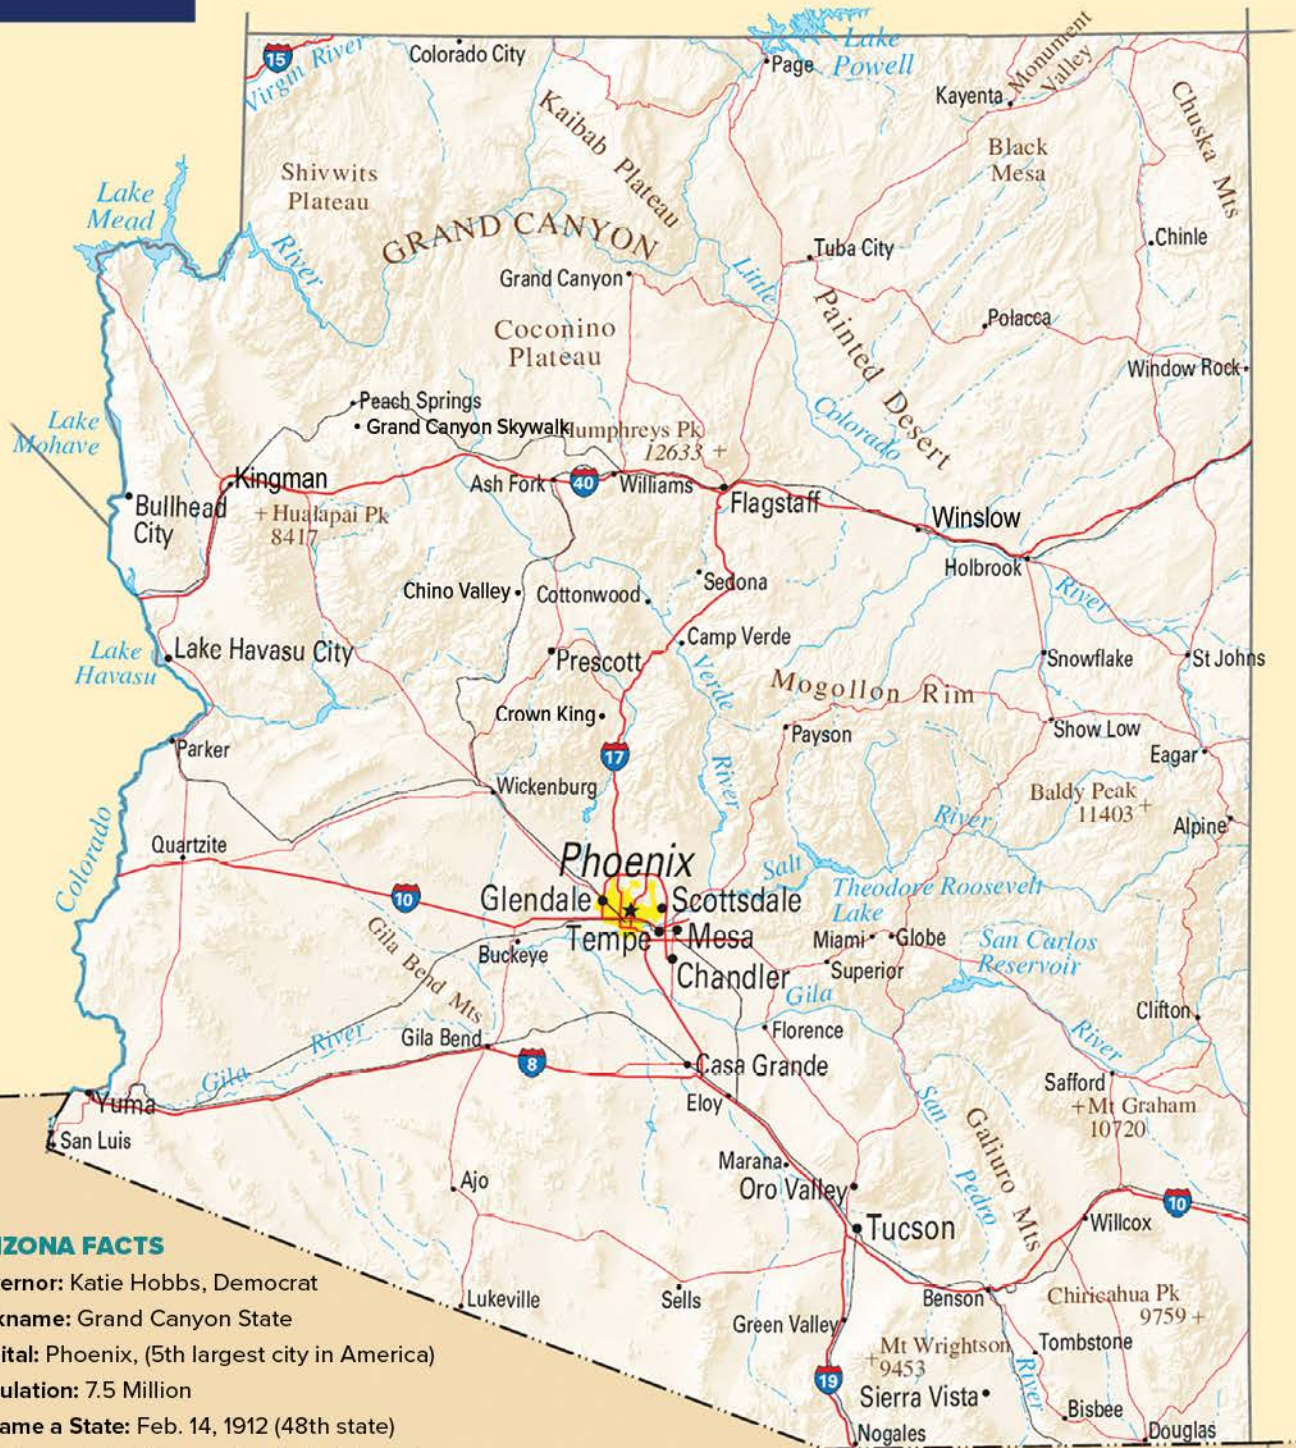 15
Virgin River
Colorado City
Lake
Powell
Page
Monument
Valley
Kayenta
Chuska Mts
Kaibab Plateau
Black
Mesa
Shivwits
Plateau
Lake
Mead
River
GRAND CANYON
Tuba City
Chinle
Grand Canyon
Little
Painted Desert
Polacca
Coconino
Plateau
Window Rock
Peach Springs
Grand Canyon Skywalk
Humphreys Pk
12633 +
Colorado
Lake
Mohave
Kingman
Ash Fork
40
Williams
Flagstaff
Bullhead
City
+ Hualapai Pk
8417
Winslow
Holbrook
Sedona
Chino Valley
Cottonwood
River
Camp Verde
Lake
Havasu
Lake Havasu City
Prescott
Verde
Snowflake
St Johns
Mogollon Rim
Crown King
Payson
Show Low
Parker
17
River
Eagar
Wickenburg
Baldy Peak
11403 +
River
Alpine
Colorado
Quartzite
Phoenix
Salt
10
Glendale
Scottsdale
Theodore Roosevelt
Lake
Gila Bend Mts
Tempe
Mesa
Miami
Globe
San Carlos
Reservoir
Buckeye
Chandler
Superior
Gila
Clifton
River
Gila Bend
Florence
River
8
Casa Grande
Gila
Safford
Yuma
Eloy
San
Pedro
+Mt Graham
10720
San Luis
Galiuro Mts
Marana
Oro Valley
Ajo
10
Tucson
Willcox
Lukeville
Sells
Benson
Chiricahua Pk
9759 +
Green Valley
Mt Wrightson
+9453
Tombstone
River
19
Sierra Vista
Bisbee
Nogales
Douglas
IZONA FACTS
ernor: Katie Hobbs, Democrat
kname: Grand Canyon State
ital: Phoenix, (5th largest city in America)
ulation: 7.5 Million
ame a State: Feb. 14, 1912 (48th state)